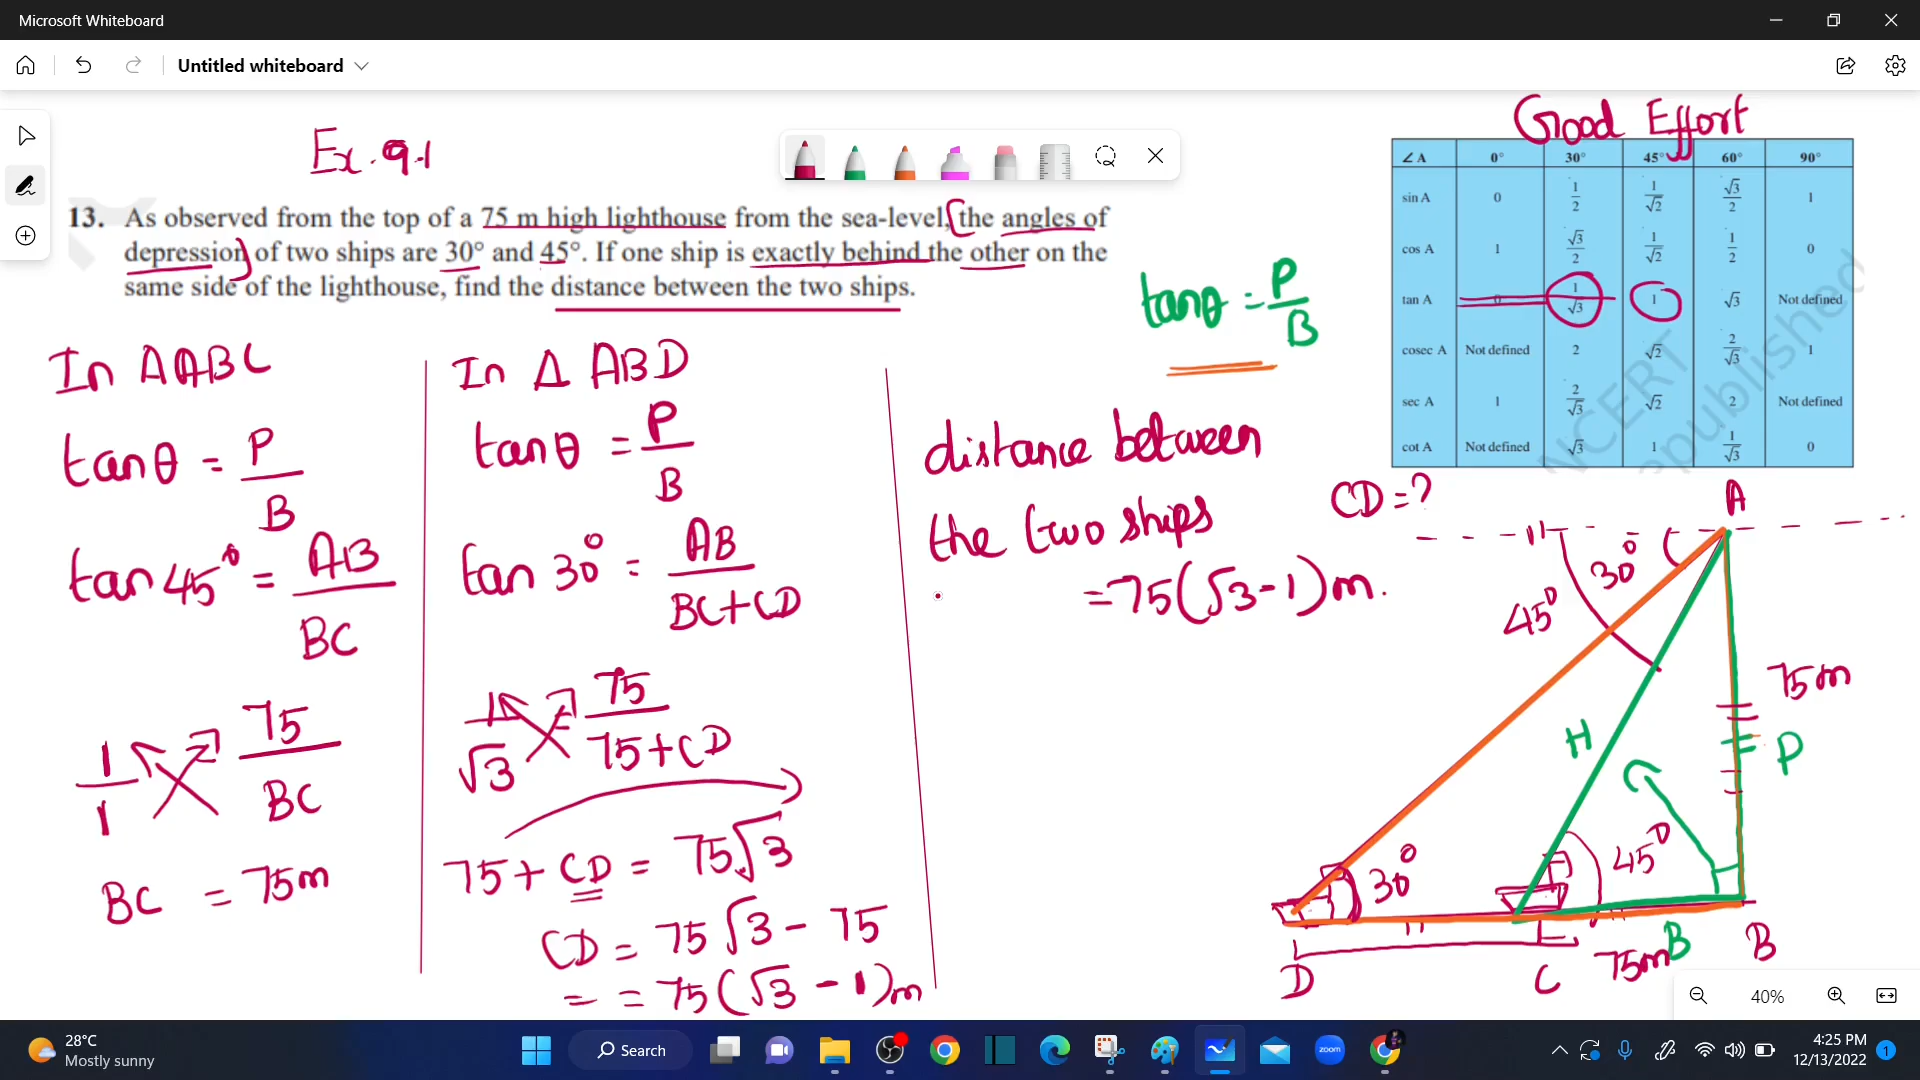 Microsoft Whiteboard
Untitled whiteboard
Ex. 9.1
13. As observed from the top of a 75 m high lighthouse from the sea-level, the angles of
depression of two ships are 30° and 45°. If one ship is exactly behind the other on the
same side of the lighthouse, find the distance between the two ships.
In ΔABC
tanθ = P/B
tan 45° = AB/BC
1/1 75/BC
BC = 75m
In Δ ABD
tanθ = P/B
tan 30° = AB/BC+CD
1/√3 75/75+CD
75+CD = 75√3
CD = 75√3 - 75
= = 75(√3 - 1)m
tanθ = P/B
distance between
the two ships
= 75(√3-1)m.
Good Effort
∠A 0° 30° 45° 60° 90°
sin A 0 1/2 1/√2 √3/2 1
cos A 1 √3/2 1/√2 1/2 0
tan A 0 1/√3 1 √3 Not defined
cosec A Not defined 2 √2 2/√3 1
sec A 1 2/√3 √2 2 Not defined
cot A Not defined √3 1 1/√3 0
NCERT
republished
CD = ?
A
30°
45°
75m
H
P
30°
45°
D
C
75m
B
B
40%
28°C
Mostly sunny
Search
zoom
4:25 PM
12/13/2022
1